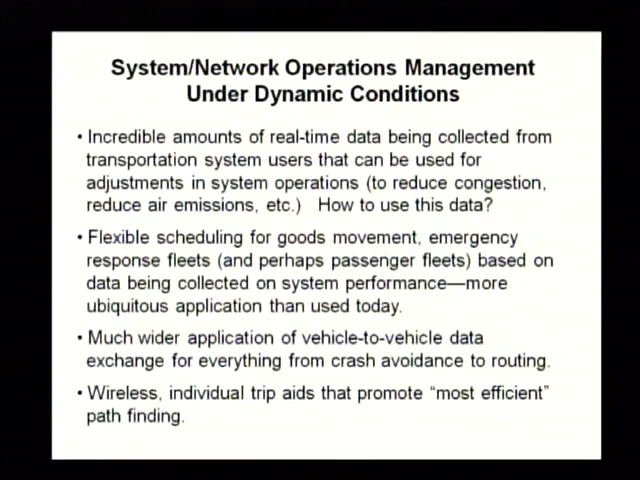 System/Network Operations Management
Under Dynamic Conditions
• Incredible amounts of real-time data being collected from
transportation system users that can be used for
adjustments in system operations (to reduce congestion,
reduce air emissions, etc.)   How to use this data?
• Flexible scheduling for goods movement, emergency
response fleets (and perhaps passenger fleets) based on
data being collected on system performance—more
ubiquitous application than used today.
• Much wider application of vehicle-to-vehicle data
exchange for everything from crash avoidance to routing.
• Wireless, individual trip aids that promote “most efficient”
path finding.